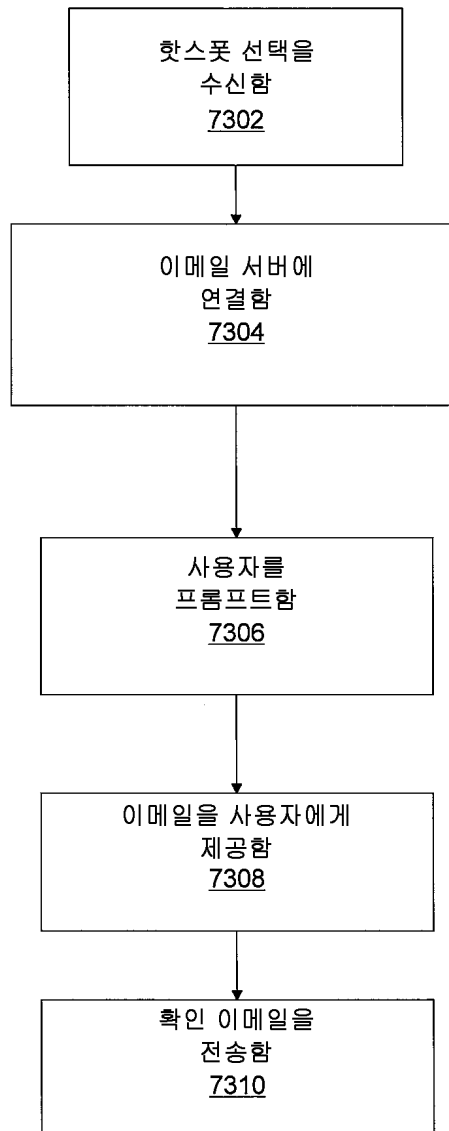 핫스폿 선택을
수신함
7302
이메일 서버에
연결함
7304
사용자를
프롬프트함
7306
이메일을 사용자에게
제공함
7308
확인 이메일을
전송함
7310